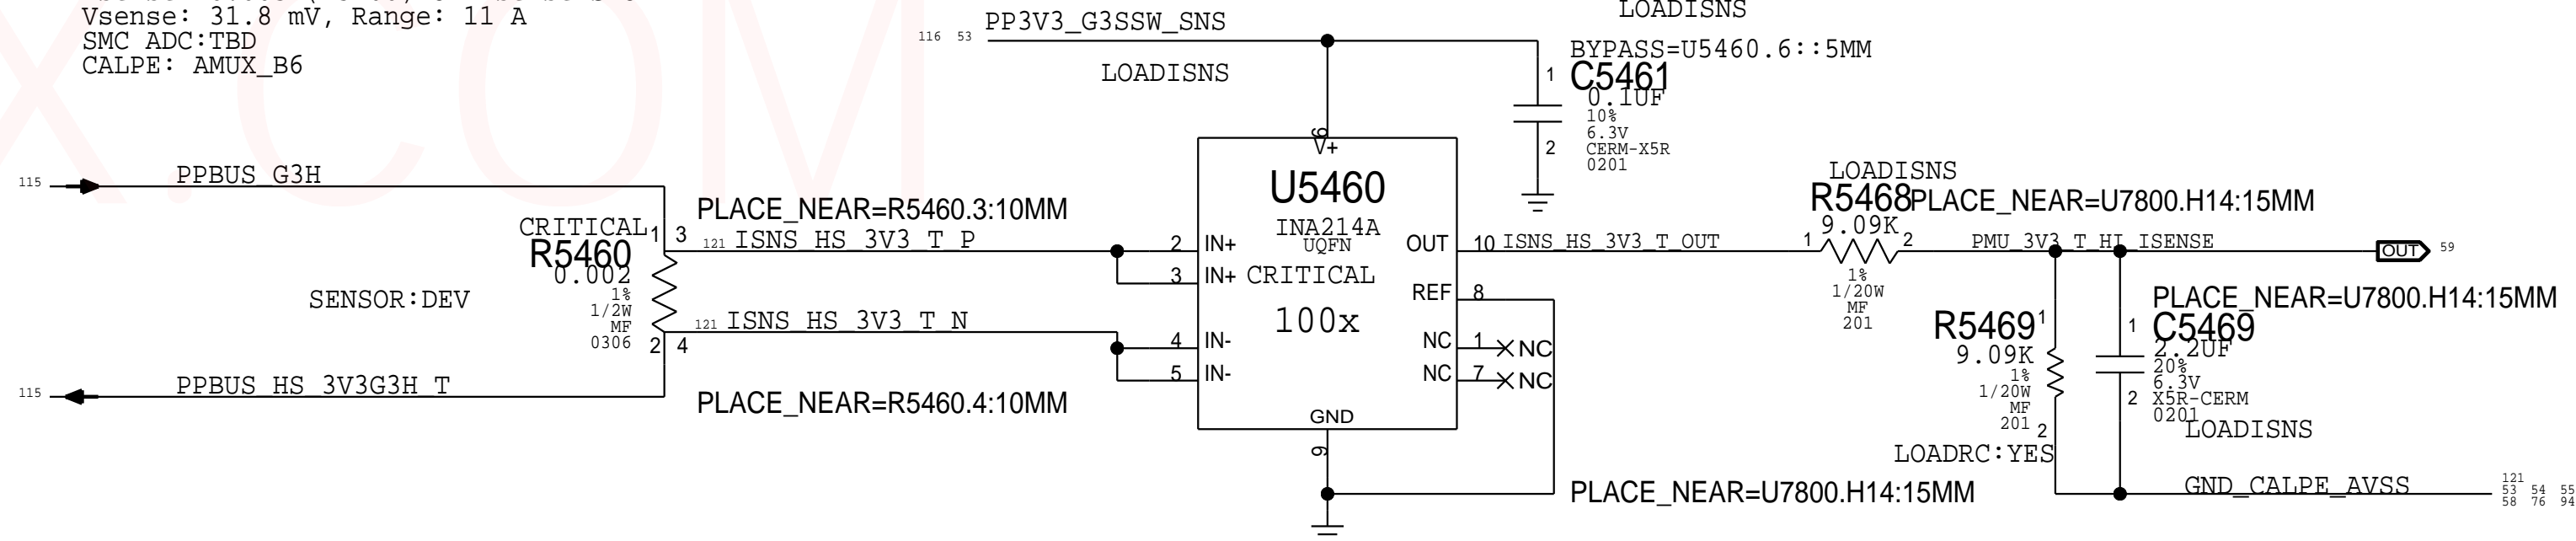 Vsense: 31.8 mV, Range: 11 A
SMC ADC:TBD
CALPE: AMUX_B6
116 53 PP3V3_G3SSW_SNS
LOADISNS
LOADISNS
BYPASS=U5460.6::5MM
1 C5461
0.1UF
10%
6.3V
2 CERM-X5R
0201
6
V+
U5460
INA214A
UQFN
CRITICAL
100x
115 PPBUS_G3H
PLACE_NEAR=R5460.3:10MM
CRITICAL 1 3
121 ISNS_HS_3V3_T_P
R5460
0.002
1%
1/2W
MF
0306
SENSOR:DEV
121 ISNS_HS_3V3_T_N
2 4
115 PPBUS_HS_3V3G3H_T
PLACE_NEAR=R5460.4:10MM
2 IN+
3 IN+
4 IN-
5 IN-
OUT 10 ISNS_HS_3V3_T_OUT
REF 8
NC 1 NC
NC 7 NC
GND
9
LOADISNS
R5468 PLACE_NEAR=U7800.H14:15MM
9.09K
1 2
1%
1/20W
MF
201
PMU_3V3_T_HI_ISENSE
OUT 59
PLACE_NEAR=U7800.H14:15MM
R5469 1
9.09K
1%
1/20W
MF
201
2
LOADRC:YES
1 C5469
2.2UF
20%
6.3V
2 X5R-CERM
0201
LOADISNS
PLACE_NEAR=U7800.H14:15MM
GND_CALPE_AVSS
121
53 54 55
58 76 94
X.COM